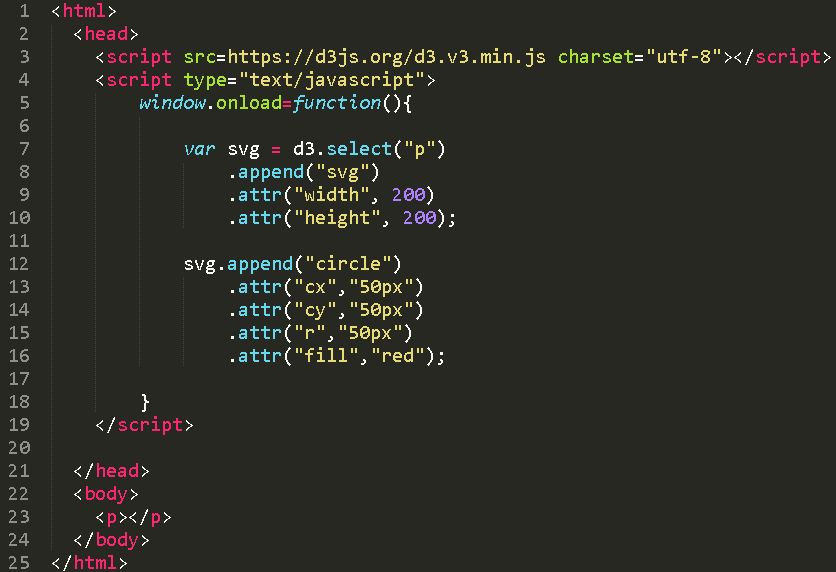 1 <html>
2   <head>
3     <script src=https://d3js.org/d3.v3.min.js charset="utf-8"></script>
4     <script type="text/javascript">
5         window.onload=function(){
6
7             var svg = d3.select("p")
8                 .append("svg")
9                 .attr("width", 200)
10                 .attr("height", 200);
11
12             svg.append("circle")
13                 .attr("cx","50px")
14                 .attr("cy","50px")
15                 .attr("r","50px")
16                 .attr("fill","red");
17
18         }
19     </script>
20
21   </head>
22   <body>
23     <p></p>
24   </body>
25 </html>